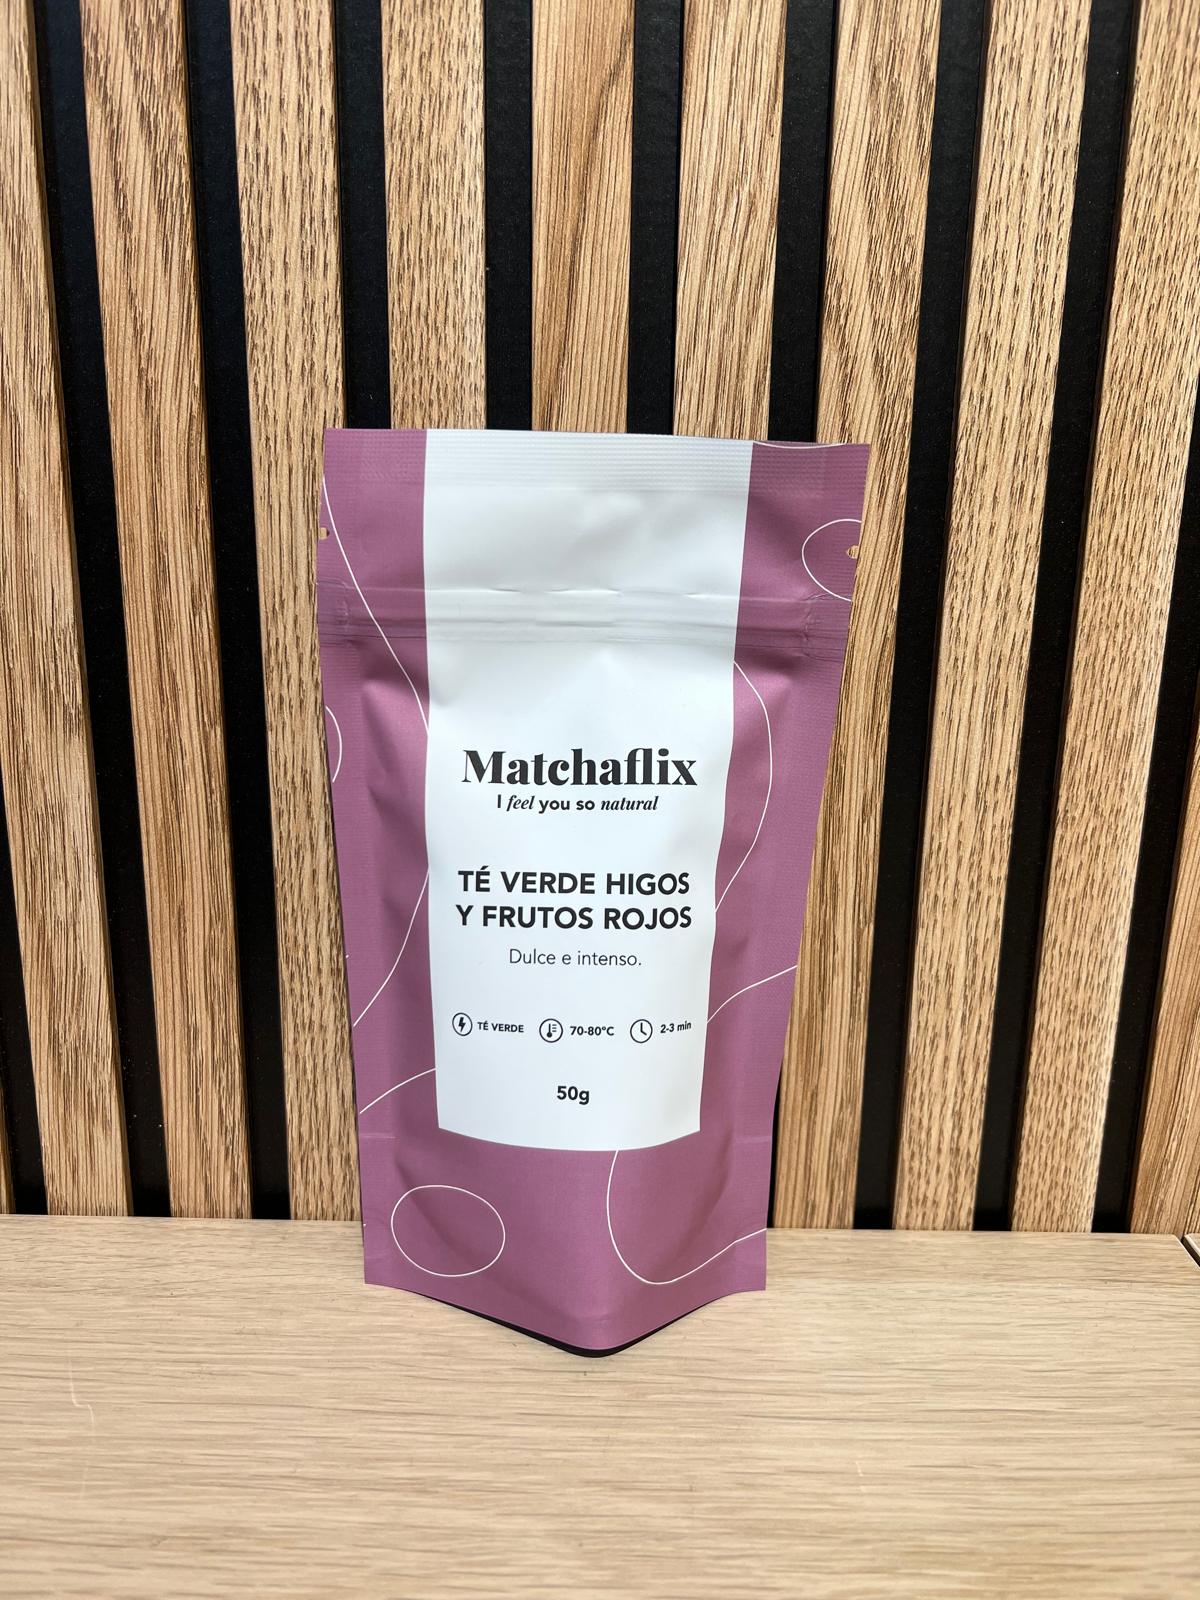 Matchaflix
I feel you so natural
TÉ VERDE HIGOS
Y FRUTOS ROJOS
Dulce e intenso.
TÉ VERDE 70-80°C 2-3 min
50g